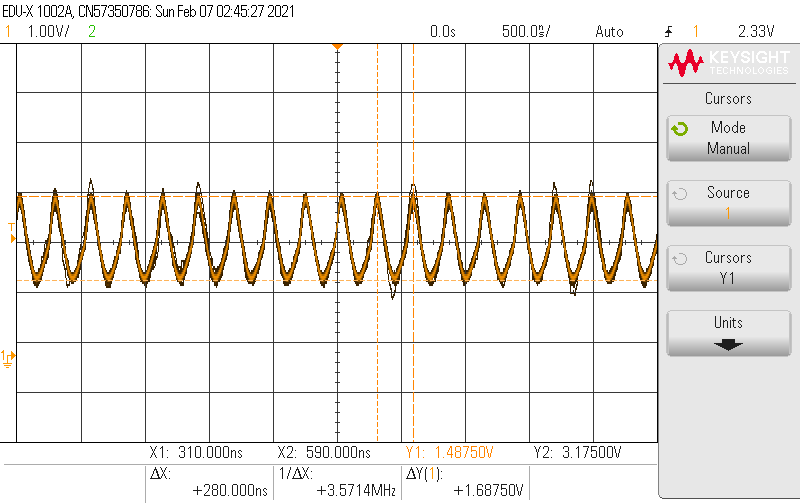 EDU-X 1002A, CN57350786: Sun Feb 07 02:45:27 2021
1 1.00V/ 2 0.0s 500.0s/ Auto 1 2.33V
KEYSIGHT
TECHNOLOGIES
Cursors
Mode
Manual
Source
1
Cursors
Y1
Units
T
1
X1: 310.000ns X2: 590.000ns Y1: 1.48750V Y2: 3.17500V
ΔX: 1/ΔX: ΔY(1):
+280.000ns +3.5714MHz +1.68750V